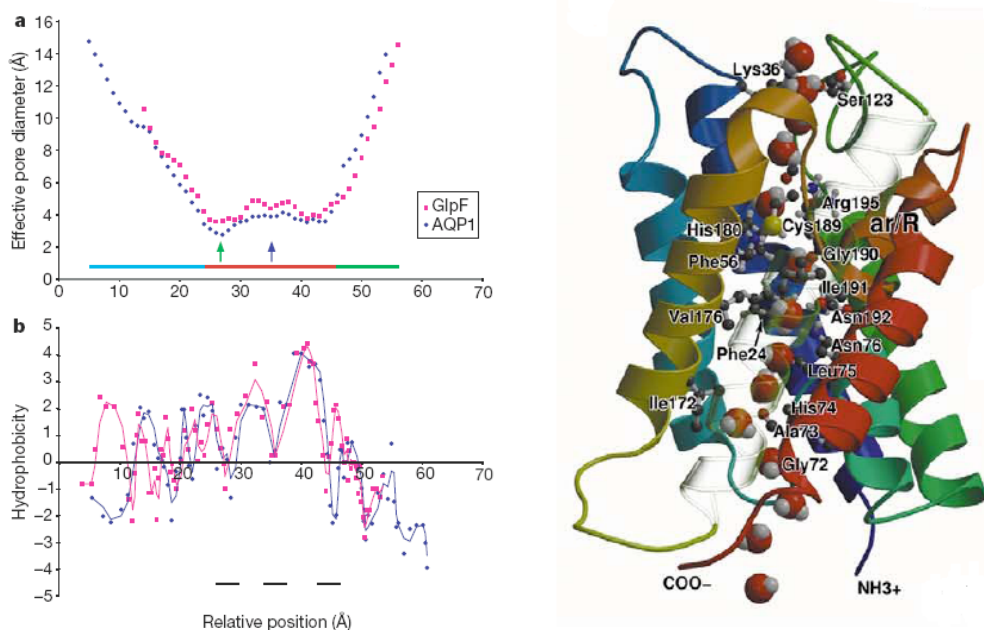 a
Effective pore diameter (Å)
16
14
12
10
8
6
4
2
0
0 10 20 30 40 50 60 70
GlpF
AQP1
b
Hydrophobicity
5
4
3
2
1
0
−1
−2
−3
−4
−5
10 20 30 40 50 60 70
Relative position (Å)
Lys36
Ser123
Arg195
ar/R
Cys189
His180
Gly190
Phe56
Ile191
Val176
Asn192
Asn76
Phe24
Leu75
Ile172
His74
Ala73
Gly72
COO−
NH3+